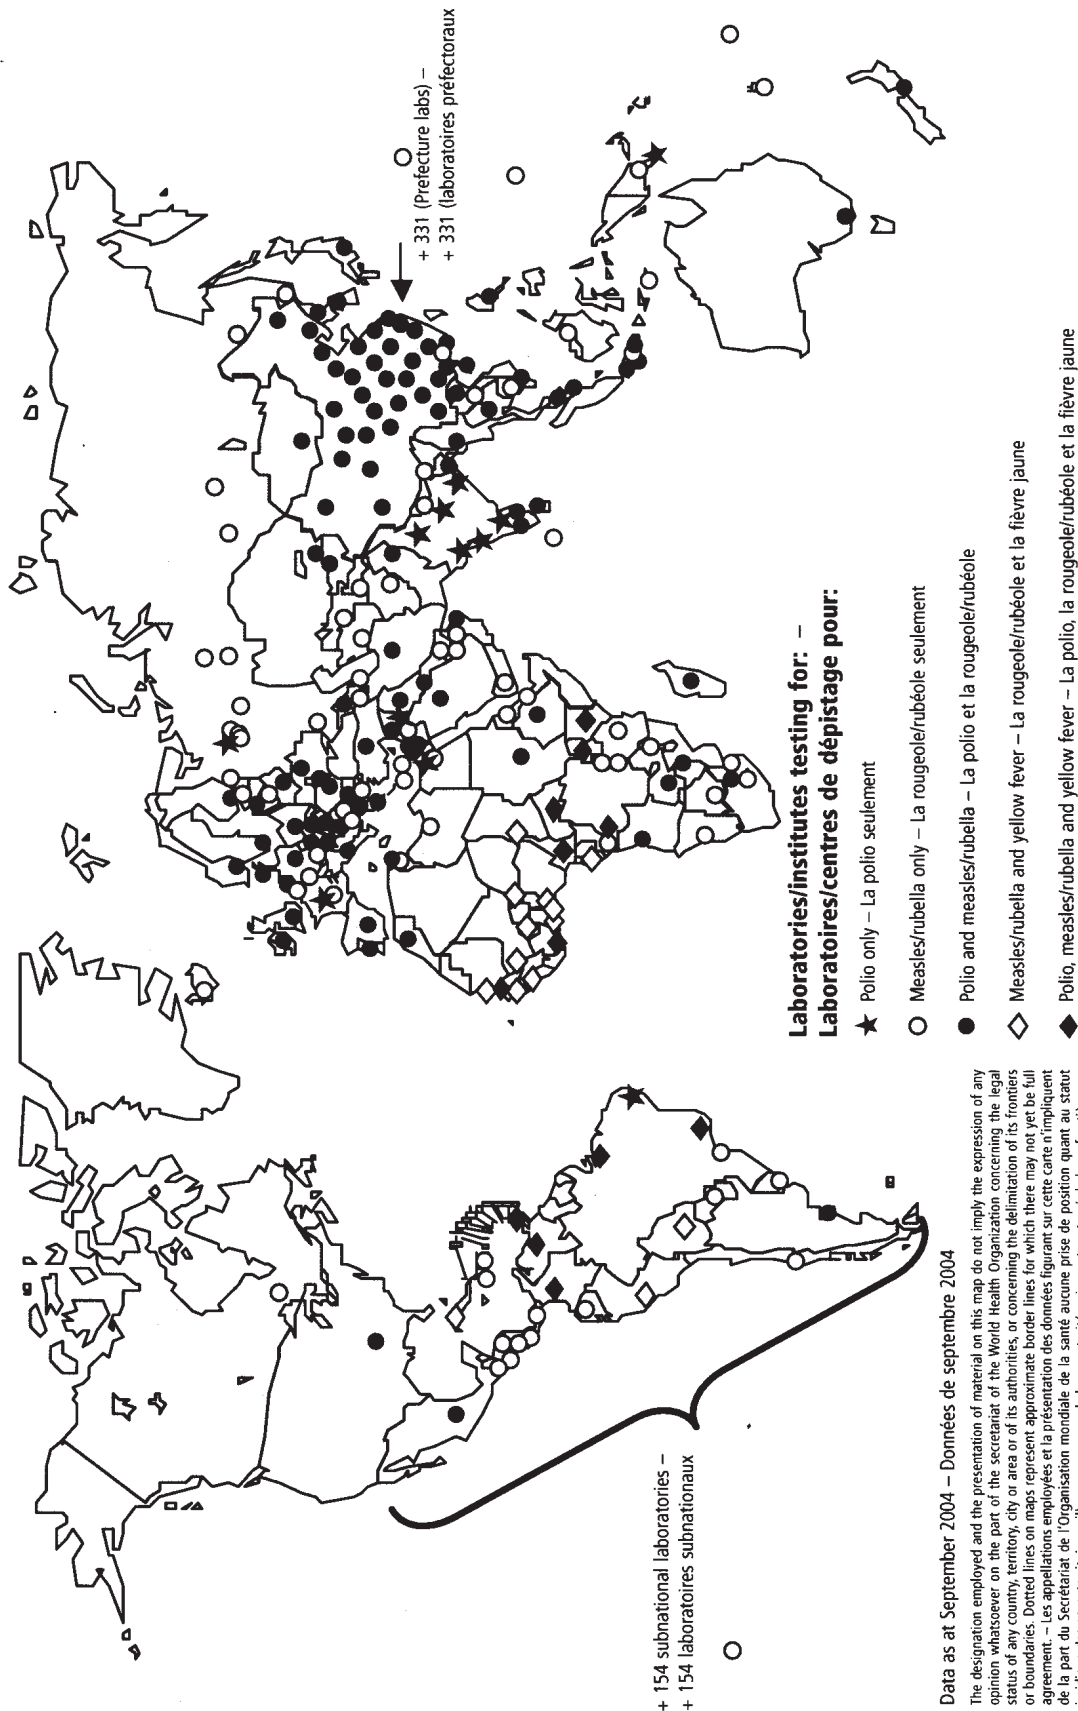 + 331 (Prefecture labs) –
+ 331 (laboratoires préfectoraux
+ 154 subnational laboratories –
+ 154 laboratoires subnationaux
Laboratories/institutes testing for: –
Laboratoires/centres de dépistage pour:
Polio only – La polio seulement
Measles/rubella only – La rougeole/rubéole seulement
Polio and measles/rubella – La polio et la rougeole/rubéole
Measles/rubella and yellow fever – La rougeole/rubéole et la fièvre jaune
Polio, measles/rubella and yellow fever – La polio, la rougeole/rubéole et la fièvre jaune
Data as at September 2004 – Données de septembre 2004
The designation employed and the presentation of material on this map do not imply the expression of any
opinion whatsoever on the part of the secretariat of the World Health Organization concerning the legal
status of any country, territory, city or area or of its authorities, or concerning the delimitation of its frontiers
or boundaries. Dotted lines on maps represent approximate border lines for which there may not yet be full
agreement. – Les appellations employées et la présentation des données figurant sur cette carte n'impliquent
de la part du Secrétariat de l'Organisation mondiale de la santé aucune prise de position quant au statut